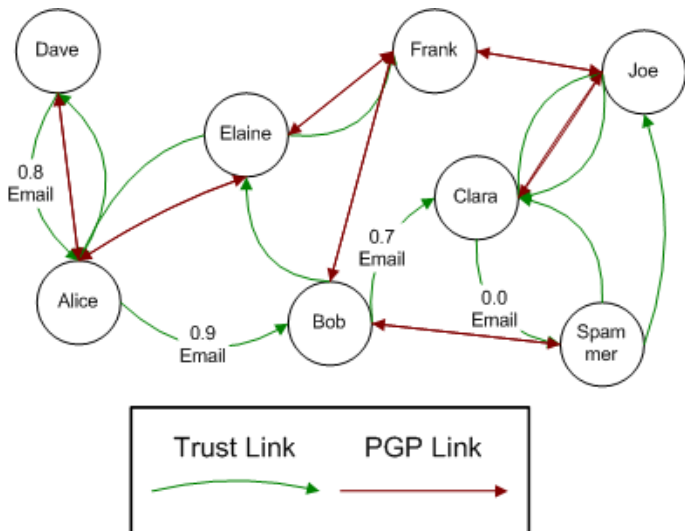 Dave
Frank
Joe
Elaine
0.8
Email
Clara
0.7
Email
Alice
0.0
Email
Bob
0.9
Email
Spam
mer
Trust Link
PGP Link